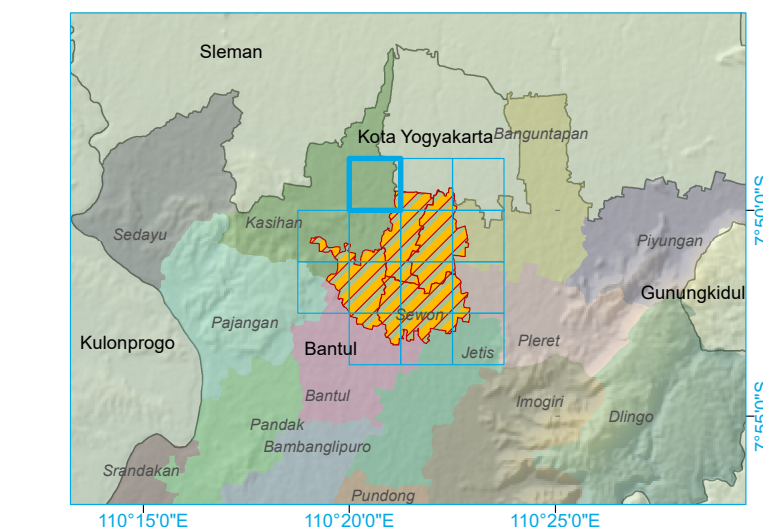 Sleman
Kota Yogyakarta
Banguntapan
Kasihan
Sedayu
Piyungan
Gunungkidul
Pajangan
Sewon
Kulonprogo
Bantul
Pleret
Jetis
Bantul
Imogiri
Dlingo
Pandak
Bambanglipuro
Srandakan
Pundong
7°50'0"S
7°55'0"S
110°15'0"E
110°20'0"E
110°25'0"E